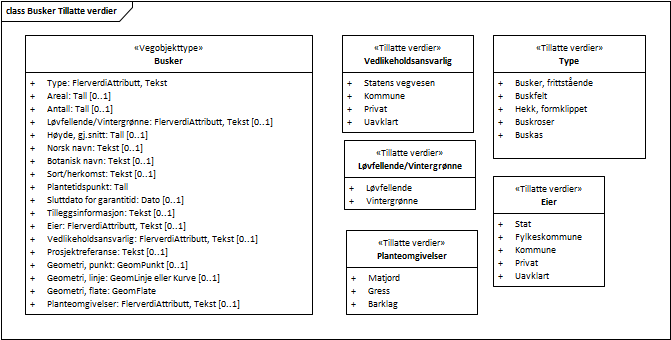 class Busker Tillatte verdier
«Vegobjekttype»
Busker
+ Type: FlerverdiAttributt, Tekst
+ Areal: Tall [0..1]
+ Antall: Tall [0..1]
+ Løvfellende/Vintergrønne: FlerverdiAttributt, Tekst [0..1]
+ Høyde, gj.snitt: Tall [0..1]
+ Norsk navn: Tekst [0..1]
+ Botanisk navn: Tekst [0..1]
+ Sort/herkomst: Tekst [0..1]
+ Plantetidspunkt: Tall
+ Sluttdato for garantitid: Dato [0..1]
+ Tilleggsinformasjon: Tekst [0..1]
+ Eier: FlerverdiAttributt, Tekst [0..1]
+ Vedlikeholdsansvarlig: FlerverdiAttributt, Tekst [0..1]
+ Prosjektreferanse: Tekst [0..1]
+ Geometri, punkt: GeomPunkt [0..1]
+ Geometri, linje: GeomLinje eller Kurve [0..1]
+ Geometri, flate: GeomFlate
+ Planteomgivelser: FlerverdiAttributt, Tekst [0..1]
«Tillatte verdier»
Vedlikeholdsansvarlig
+ Statens vegvesen
+ Kommune
+ Privat
+ Uavklart
«Tillatte verdier»
Løvfellende/Vintergrønne
+ Løvfellende
+ Vintergrønne
«Tillatte verdier»
Planteomgivelser
+ Matjord
+ Gress
+ Barklag
«Tillatte verdier»
Type
+ Busker, frittstående
+ Buskfelt
+ Hekk, formklippet
+ Buskroser
+ Buskas
«Tillatte verdier»
Eier
+ Stat
+ Fylkeskommune
+ Kommune
+ Privat
+ Uavklart